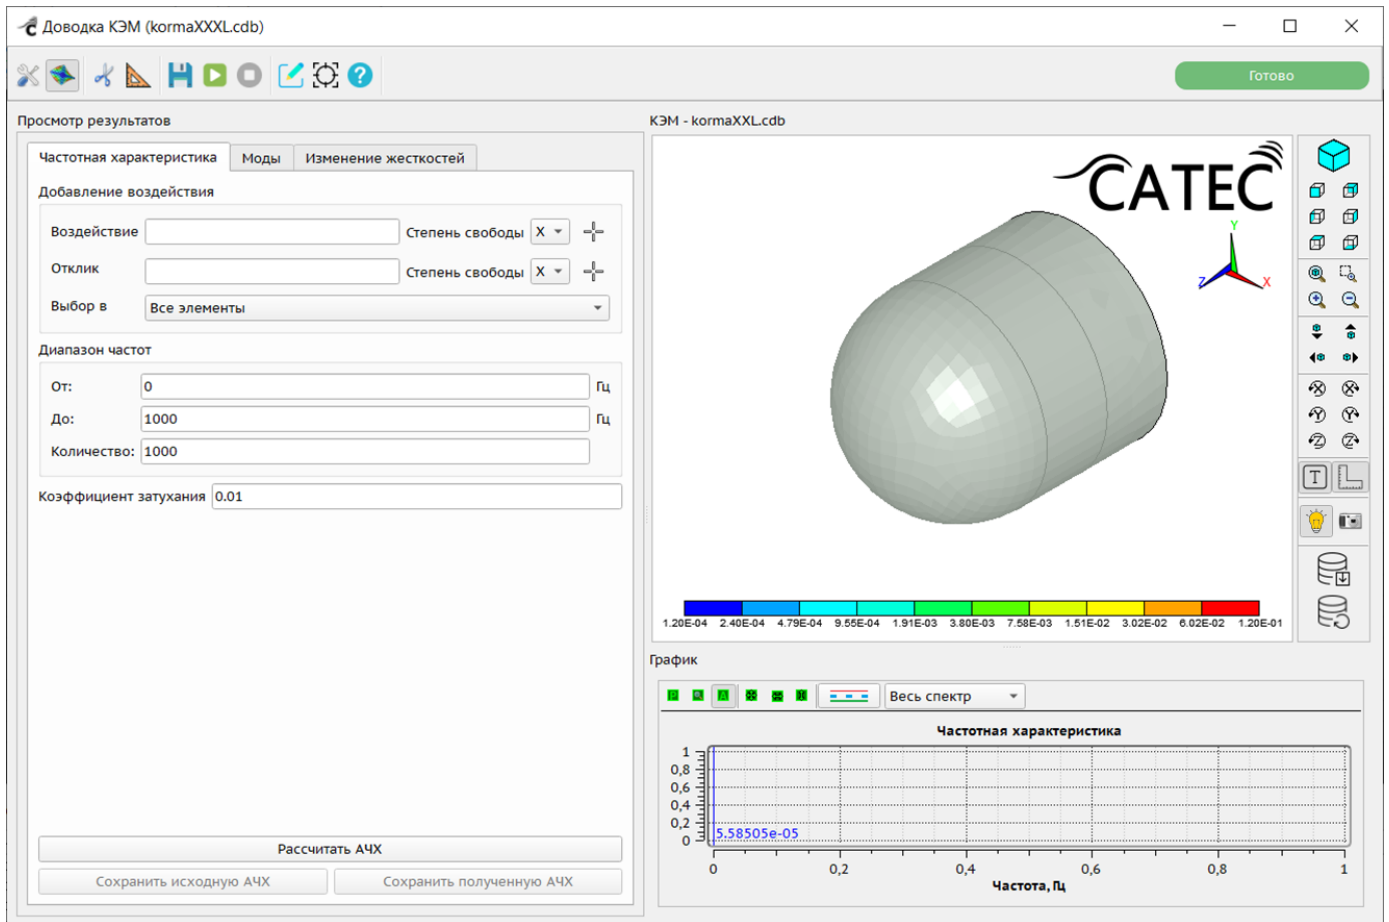 Доводка КЭМ (kormaXXXL.cdb)
Готово
Просмотр результатов
Частотная характеристика Моды Изменение жесткостей
Добавление воздействия
Воздействие Степень свободы X
Отклик Степень свободы X
Выбор в Все элементы
Диапазон частот
От: 0 Гц
До: 1000 Гц
Количество: 1000
Коэффициент затухания 0.01
Рассчитать АЧХ
Сохранить исходную АЧХ Сохранить полученную АЧХ
КЭМ - kormaXXL.cdb
CATEC
Y
Z X
X X
Y Y
Z Z
T
1.20E-04 2.40E-04 4.79E-04 9.55E-04 1.91E-03 3.80E-03 7.58E-03 1.51E-02 3.02E-02 6.02E-02 1.20E-01
График
A Весь спектр
Частотная характеристика
1
0,8
0,6
0,4
0,2
0
5.58505e-05
0 0,2 0,4 0,6 0,8 1
Частота, Гц